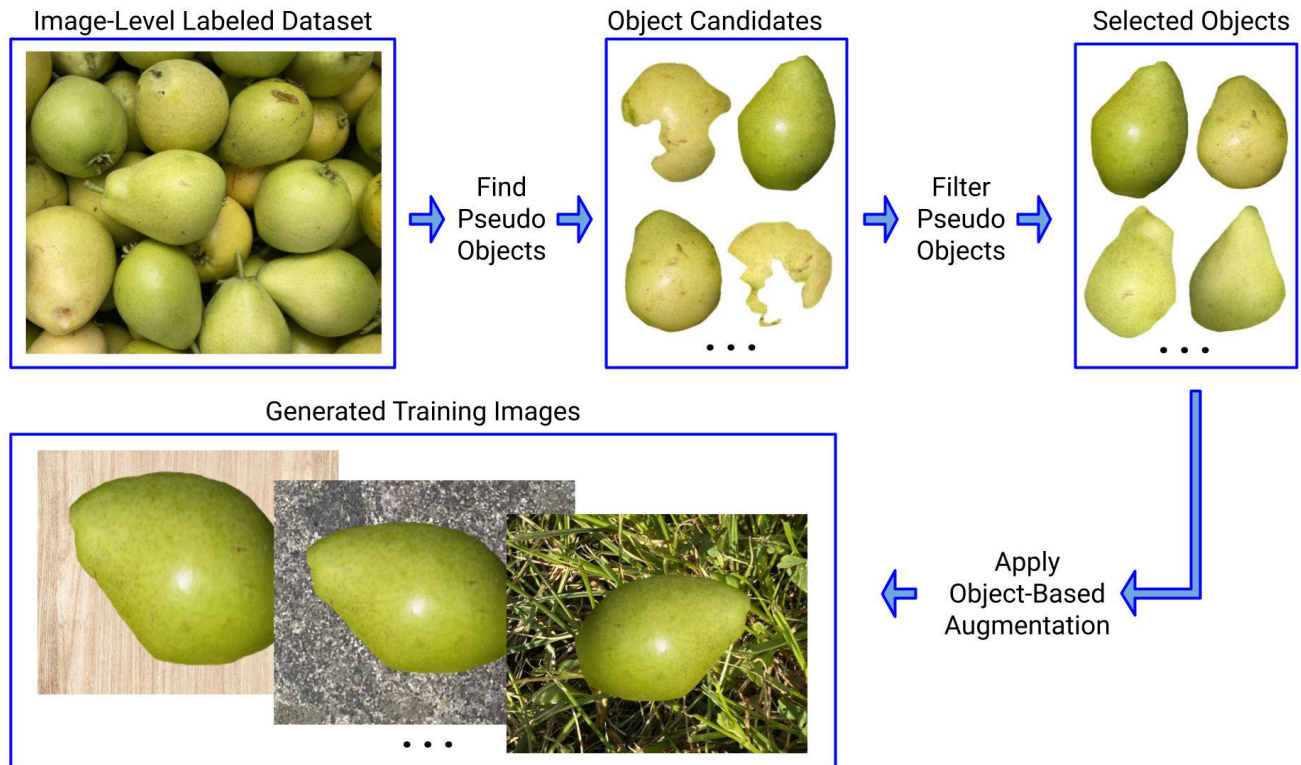 Image-Level Labeled Dataset
Object Candidates
Selected Objects
Find
Pseudo
Objects
Filter
Pseudo
Objects
. . .
. . .
Generated Training Images
Apply
Object-Based
Augmentation
. . .